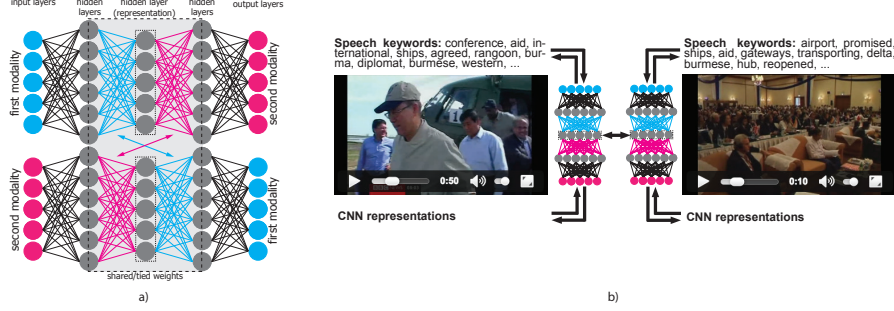 input layers
hidden layers
hidden layer (representation)
hidden layers
output layers
first modality
second modality
second modality
first modality
shared/tied weights
a)
Speech keywords: conference, aid, in-
ternational, ships, agreed, rangoon, bur-
ma, diplomat, burmese, western, ...
1
0:50
CNN representations
Speech keywords: airport, promised,
ships, aid, gateways, transporting, delta,
burmese, hub, reopened, ...
0:10
CNN representations
b)